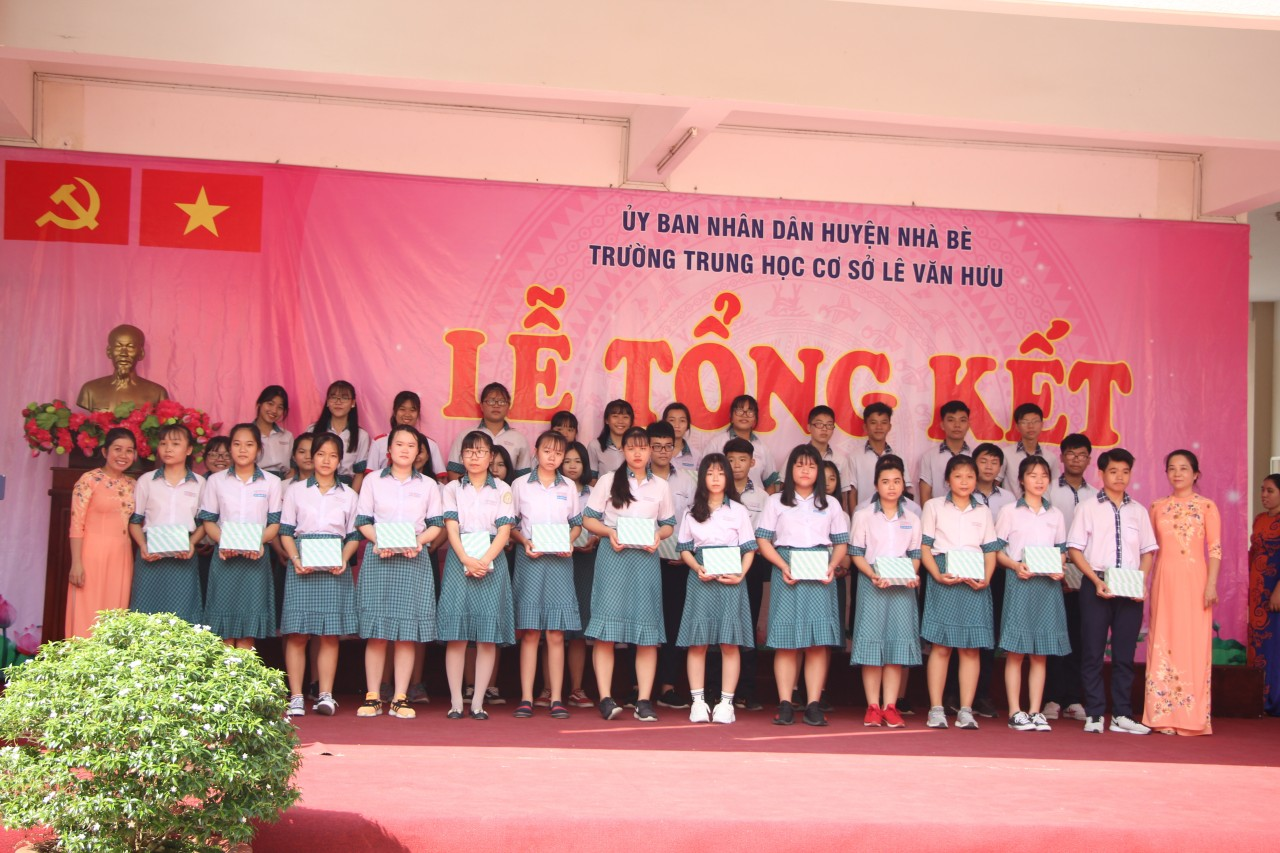 ỦY BAN NHÂN DÂN HUYỆN NHÀ BÈ
TRƯỜNG TRUNG HỌC CƠ SỞ LÊ VĂN HƯU
LỄ TỔNG KẾT